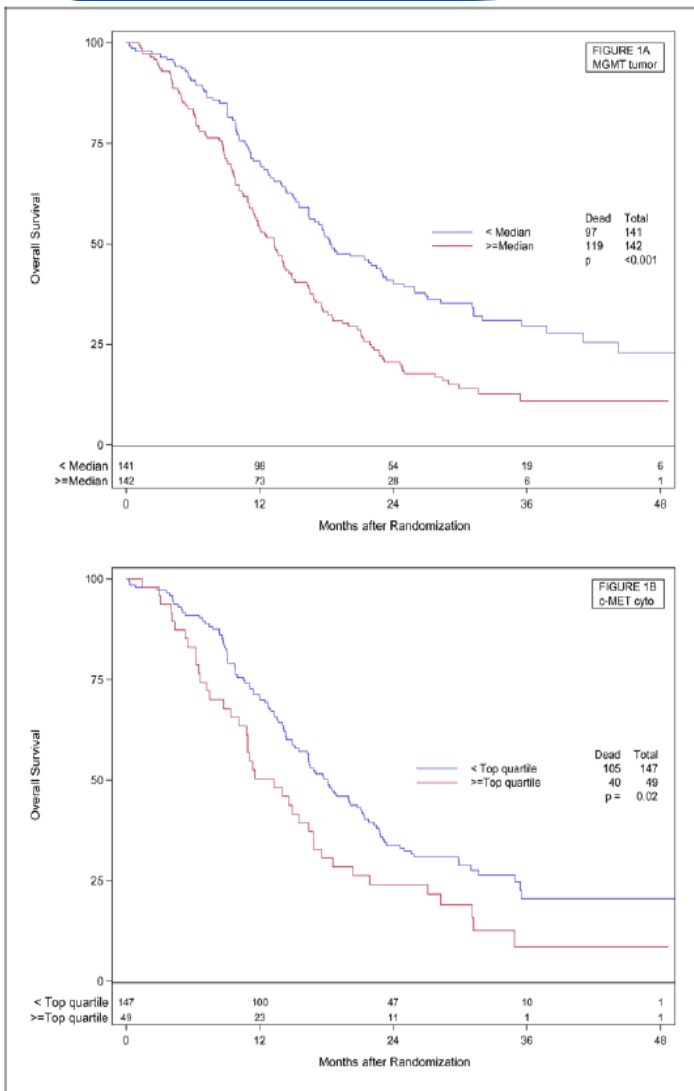 FIGURE 1A
MGMT tumor
100
75
50
25
0
Overall Survival
Dead Total
< Median 97 141
>=Median 119 142
p <0.001
< Median 141 98 54 19 6
>=Median 142 73 28 6 1
0 12 24 36 48
Months after Randomization
FIGURE 1B
c-MET cyto
100
75
50
25
0
Overall Survival
Dead Total
< Top quartile 105 147
>=Top quartile 40 49
p = 0.02
< Top quartile 147 100 47 10 1
>=Top quartile 49 23 11 1 1
0 12 24 36 48
Months after Randomization